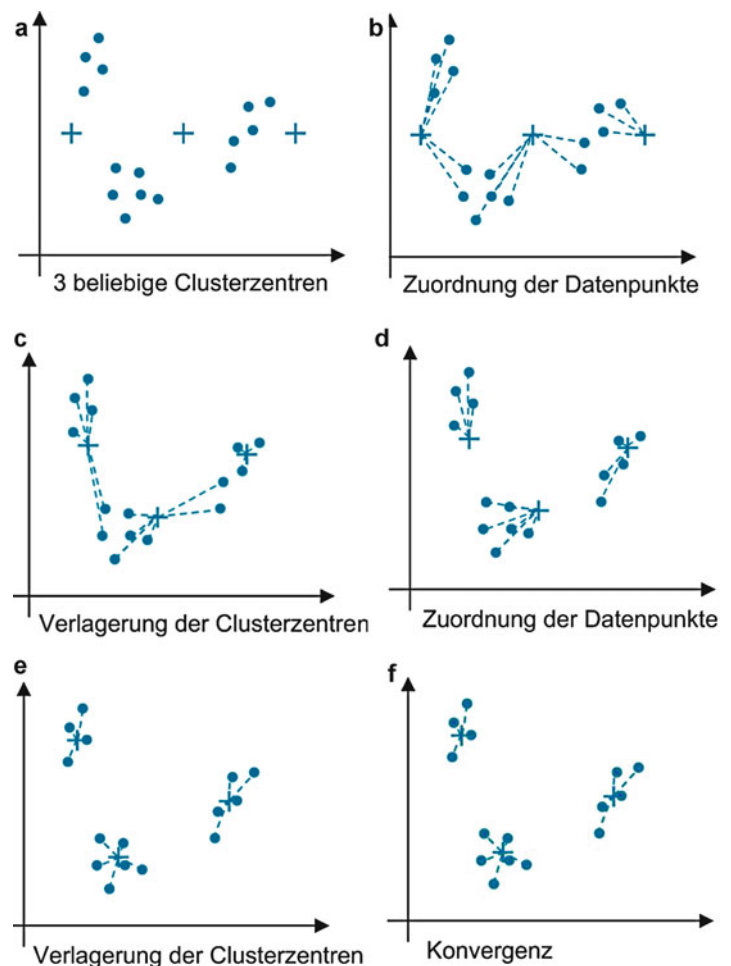 a
3 beliebige Clusterzentren
b
Zuordnung der Datenpunkte
c
Verlagerung der Clusterzentren
d
Zuordnung der Datenpunkte
e
Verlagerung der Clusterzentren
f
Konvergenz